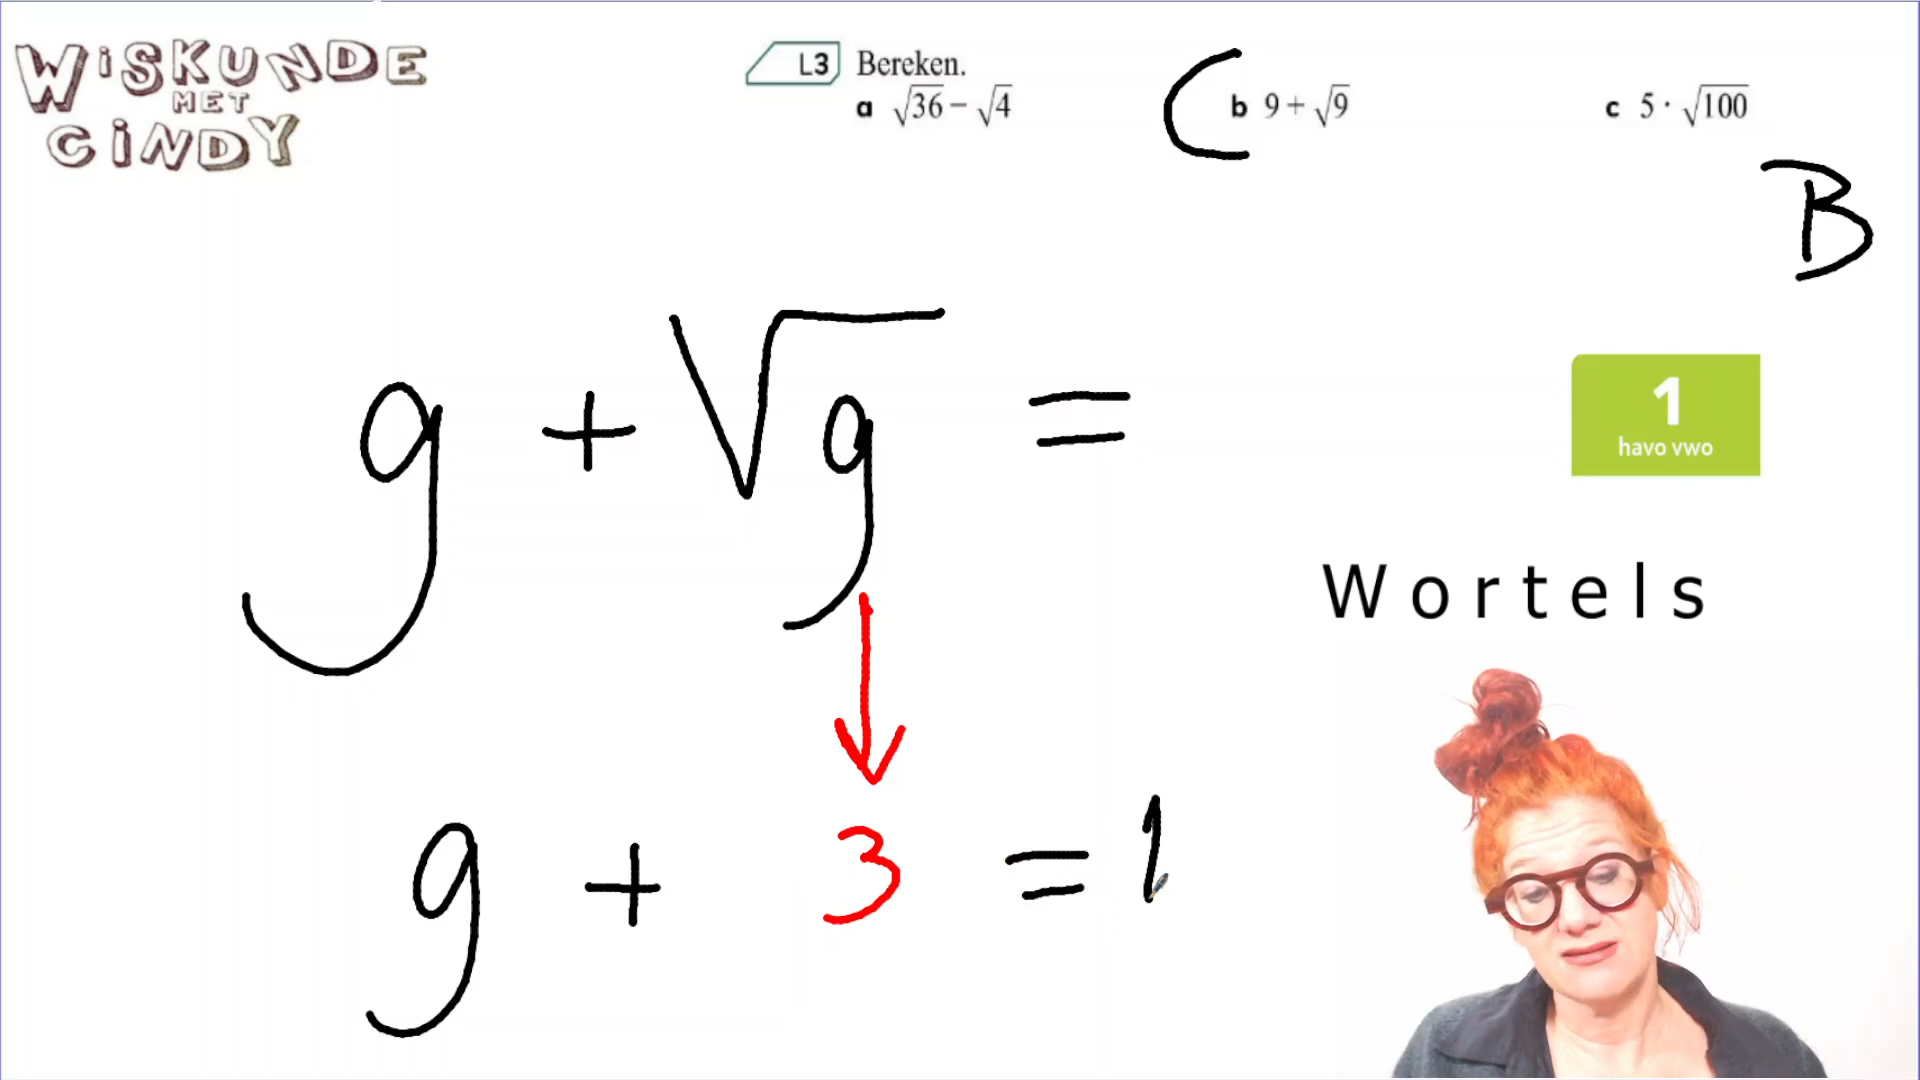 WiSKUNDE
MET
CiNDY
L3 Bereken.
a √36 − √4
b 9 + √9
c 5 · √100
B
9 + √9 =
1
havo vwo
Wortels
9 + 3 = 1